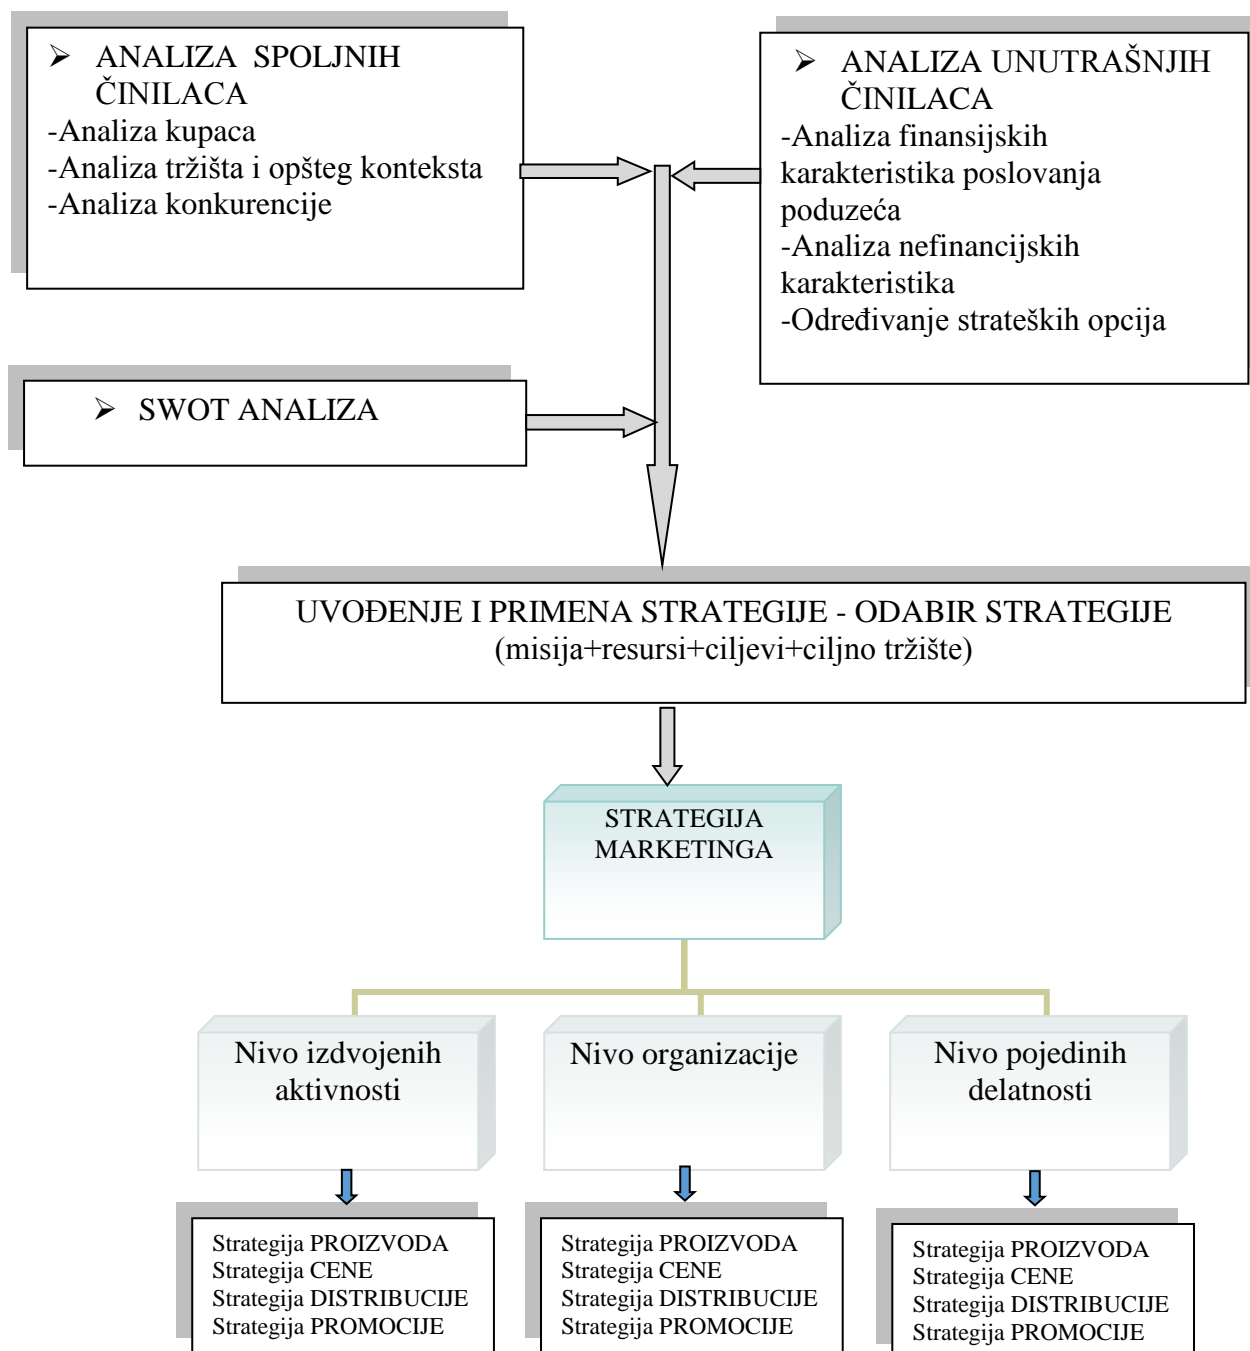 ➢ ANALIZA SPOLJNIH
ČINILACA
-Analiza kupaca
-Analiza tržišta i opšteg konteksta
-Analiza konkurencije
➢ ANALIZA UNUTRAŠNJIH
ČINILACA
-Analiza finansijskih
karakteristika poslovanja
poduzeća
-Analiza nefinancijskih
karakteristika
-Određivanje strateških opcija
➢ SWOT ANALIZA
UVOĐENJE I PRIMENA STRATEGIJE - ODABIR STRATEGIJE
(misija+resursi+ciljevi+ciljno tržište)
STRATEGIJA
MARKETINGA
Nivo izdvojenih
aktivnosti
Nivo organizacije
Nivo pojedinih
delatnosti
Strategija PROIZVODA
Strategija CENE
Strategija DISTRIBUCIJE
Strategija PROMOCIJE
Strategija PROIZVODA
Strategija CENE
Strategija DISTRIBUCIJE
Strategija PROMOCIJE
Strategija PROIZVODA
Strategija CENE
Strategija DISTRIBUCIJE
Strategija PROMOCIJE